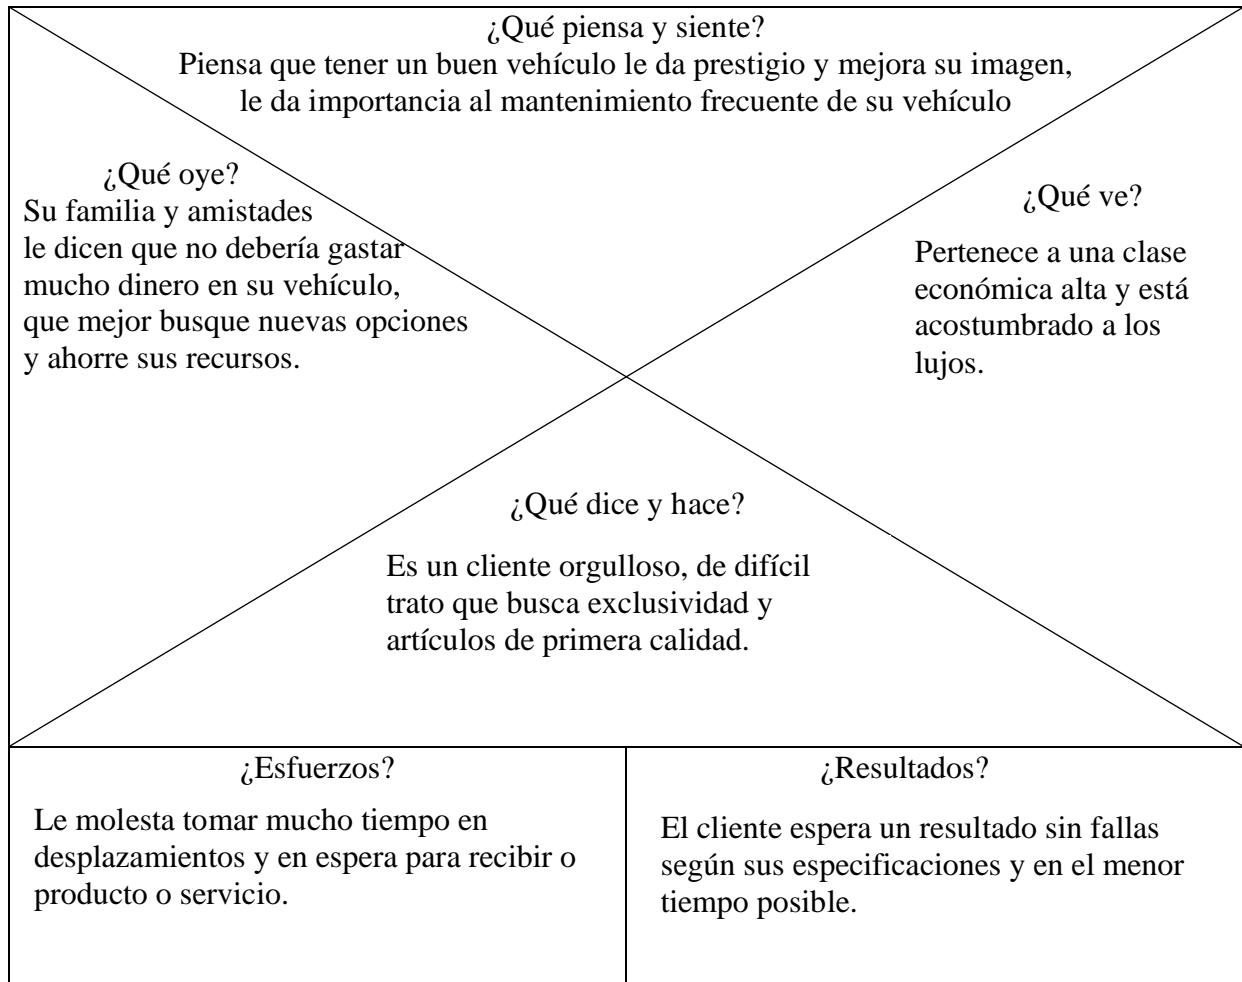 ¿Qué piensa y siente?
Piensa que tener un buen vehículo le da prestigio y mejora su imagen,
le da importancia al mantenimiento frecuente de su vehículo
¿Qué oye?
Su familia y amistades
le dicen que no debería gastar
mucho dinero en su vehículo,
que mejor busque nuevas opciones
y ahorre sus recursos.
¿Qué ve?
Pertenece a una clase
económica alta y está
acostumbrado a los
lujos.
¿Qué dice y hace?
Es un cliente orgulloso, de difícil
trato que busca exclusividad y
artículos de primera calidad.
¿Esfuerzos?
Le molesta tomar mucho tiempo en
desplazamientos y en espera para recibir o
producto o servicio.
¿Resultados?
El cliente espera un resultado sin fallas
según sus especificaciones y en el menor
tiempo posible.